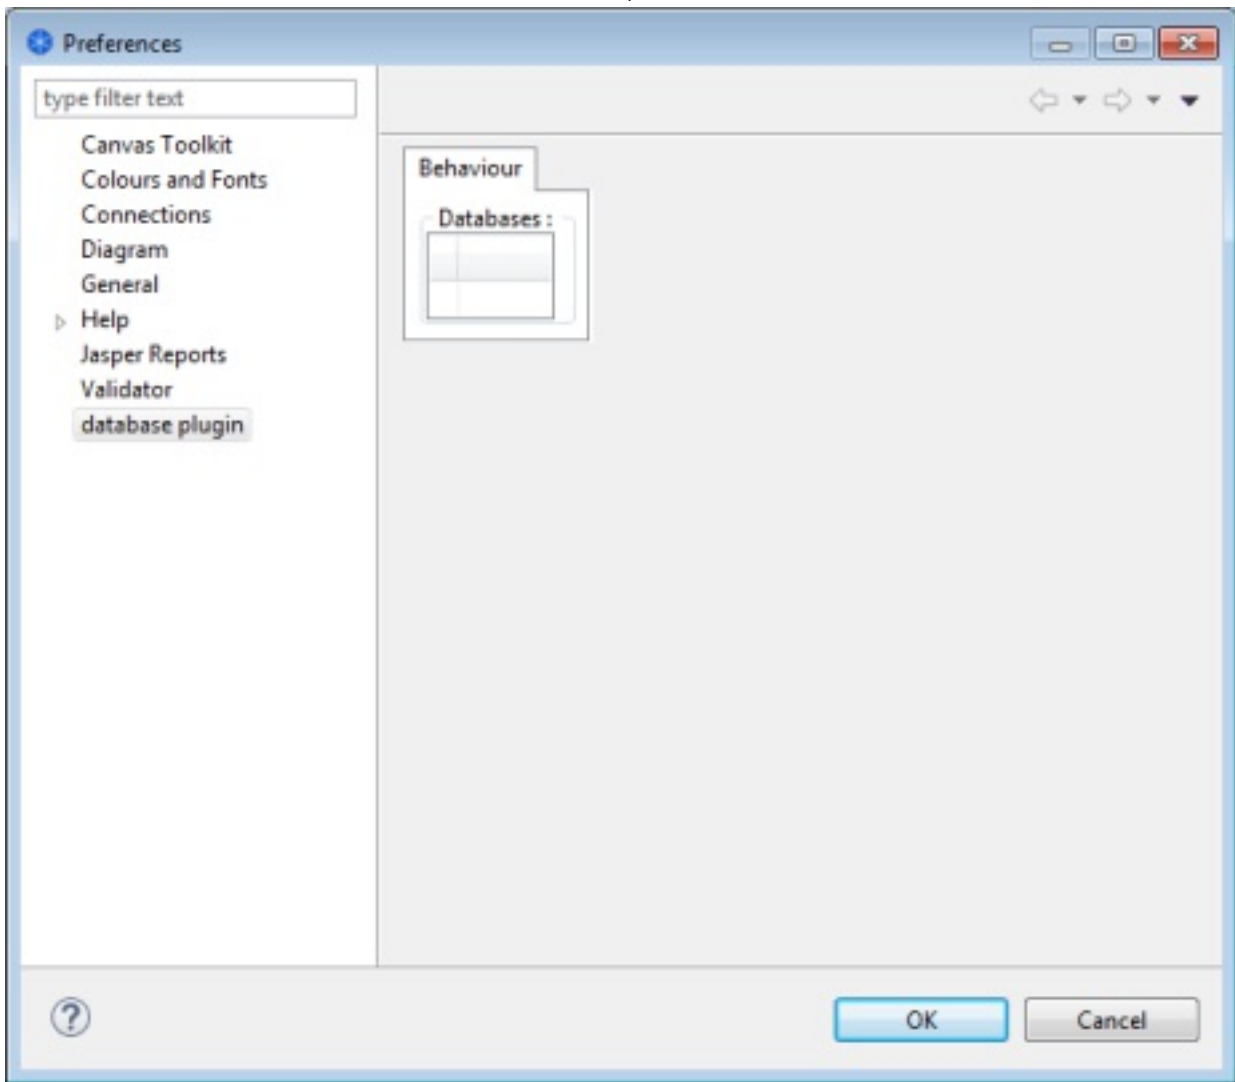 Preferences
type filter text
Canvas Toolkit
Colours and Fonts
Connections
Diagram
General
Help
Jasper Reports
Validator
database plugin
Behaviour
Databases :
?
OK
Cancel